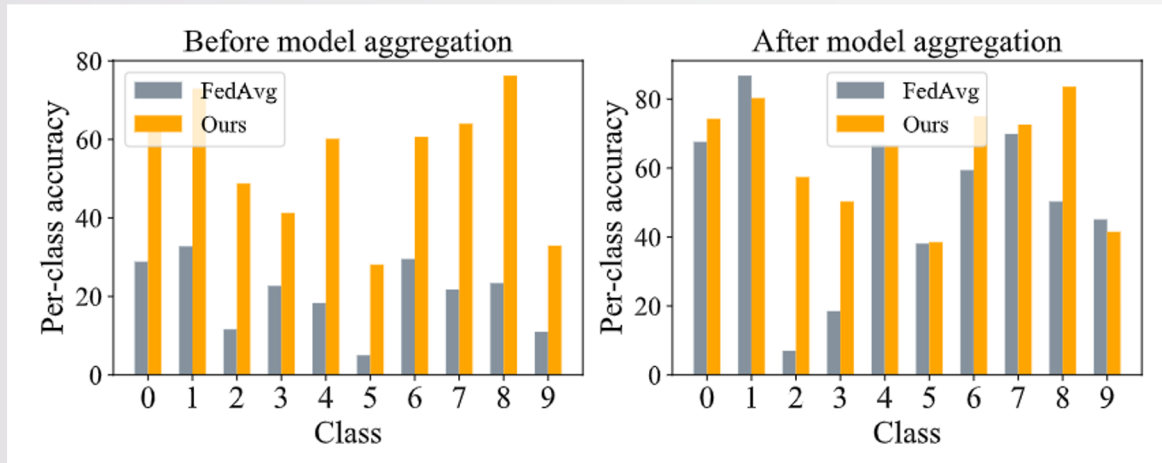 Before model aggregation
80
60
40
20
0
Per-class accuracy
FedAvg
Ours
0 1 2 3 4 5 6 7 8 9
Class
After model aggregation
80
60
40
20
0
Per-class accuracy
FedAvg
Ours
0 1 2 3 4 5 6 7 8 9
Class